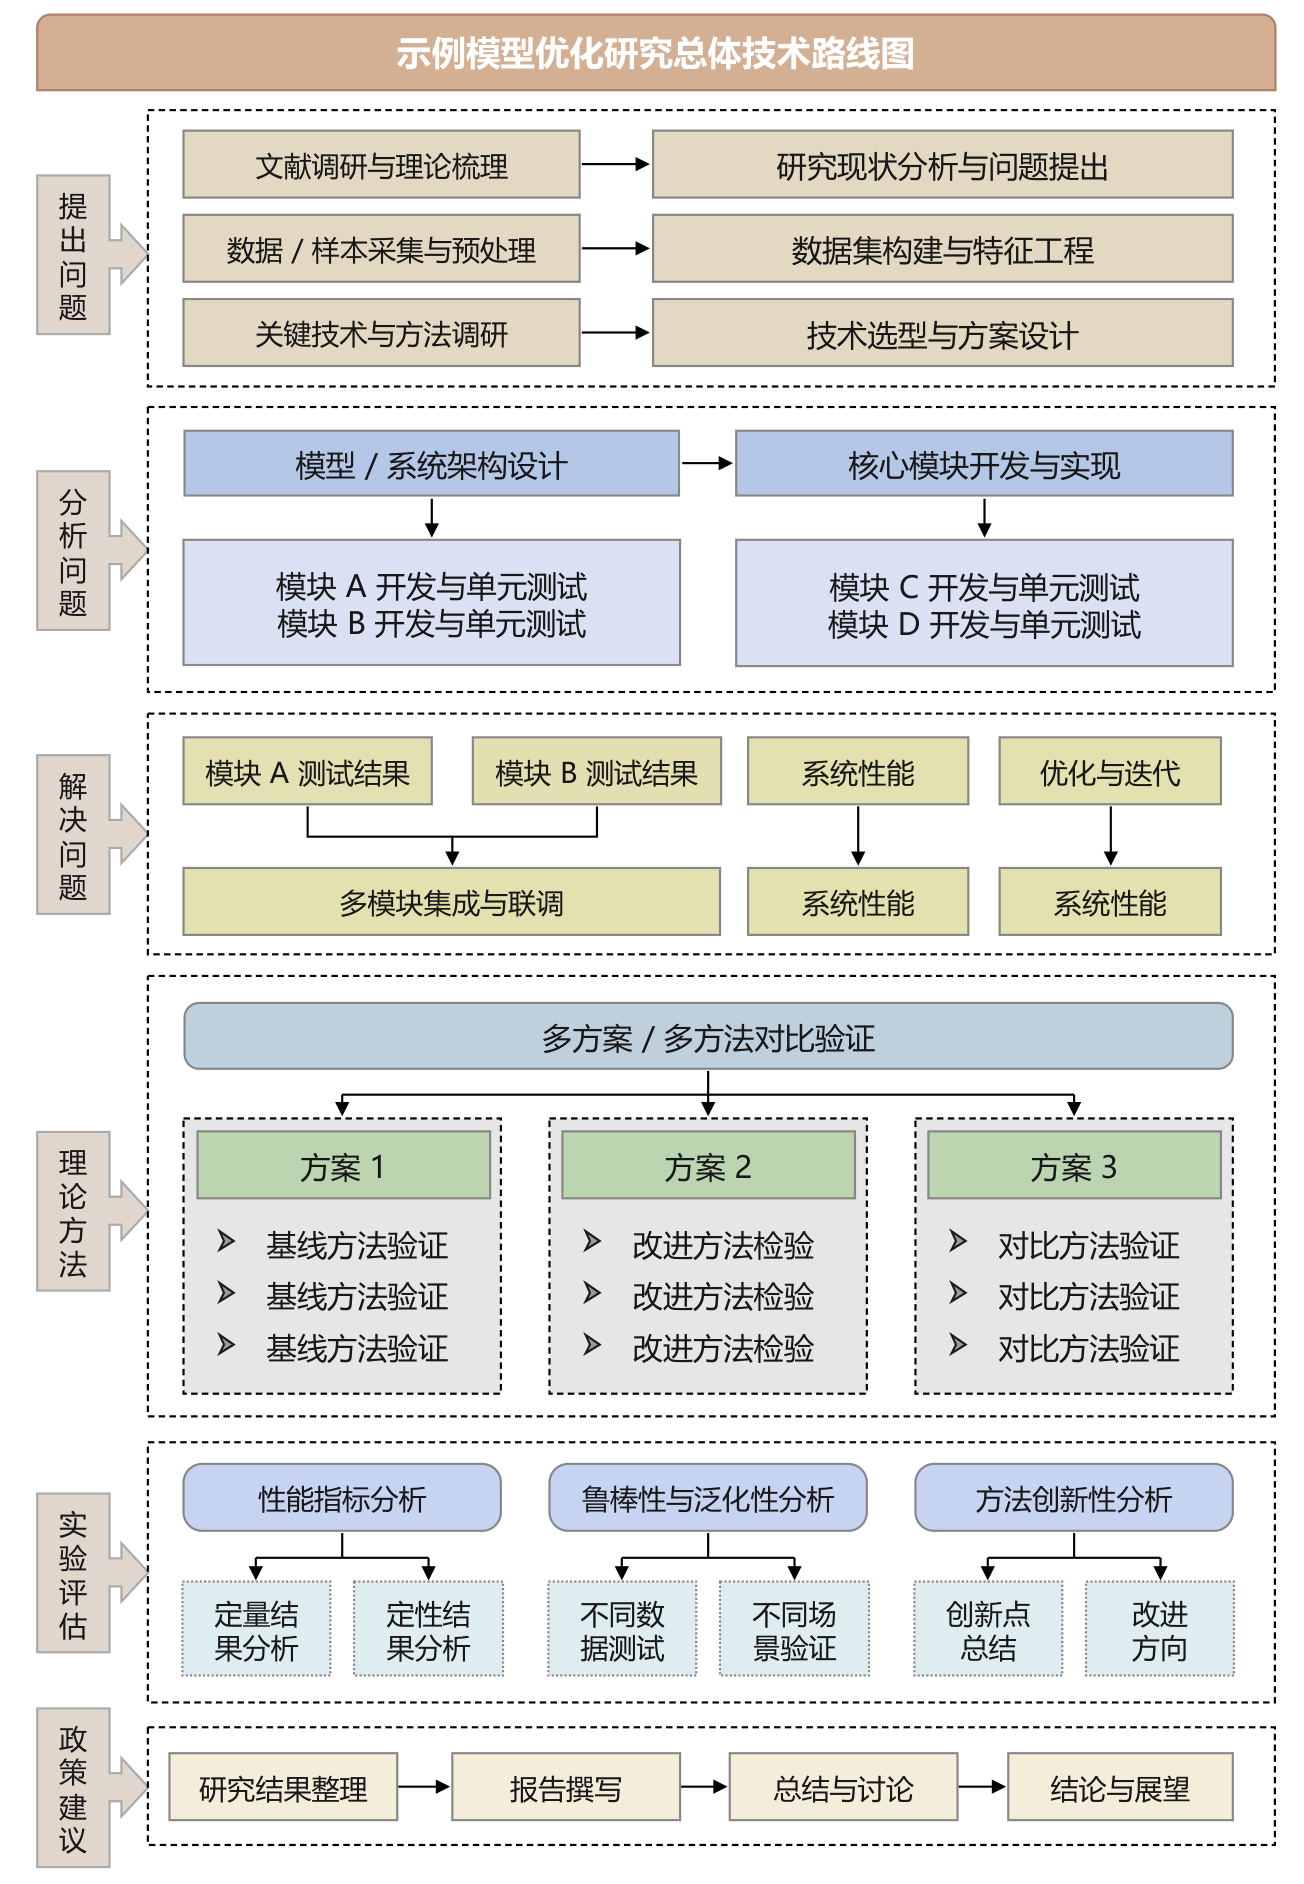 示例模型优化研究总体技术路线图
提
出
问
题
文献调研与理论梳理
研究现状分析与问题提出
数据 / 样本采集与预处理
数据集构建与特征工程
关键技术与方法调研
技术选型与方案设计
分
析
问
题
模型 / 系统架构设计
核心模块开发与实现
模块 A 开发与单元测试
模块 B 开发与单元测试
模块 C 开发与单元测试
模块 D 开发与单元测试
解
决
问
题
模块 A 测试结果
模块 B 测试结果
系统性能
优化与迭代
多模块集成与联调
系统性能
系统性能
理
论
方
法
多方案 / 多方法对比验证
方案 1
基线方法验证
基线方法验证
基线方法验证
方案 2
改进方法检验
改进方法检验
改进方法检验
方案 3
对比方法验证
对比方法验证
对比方法验证
实
验
评
估
性能指标分析
鲁棒性与泛化性分析
方法创新性分析
定量结
果分析
定性结
果分析
不同数
据测试
不同场
景验证
创新点
总结
改进
方向
政
策
建
议
研究结果整理
报告撰写
总结与讨论
结论与展望